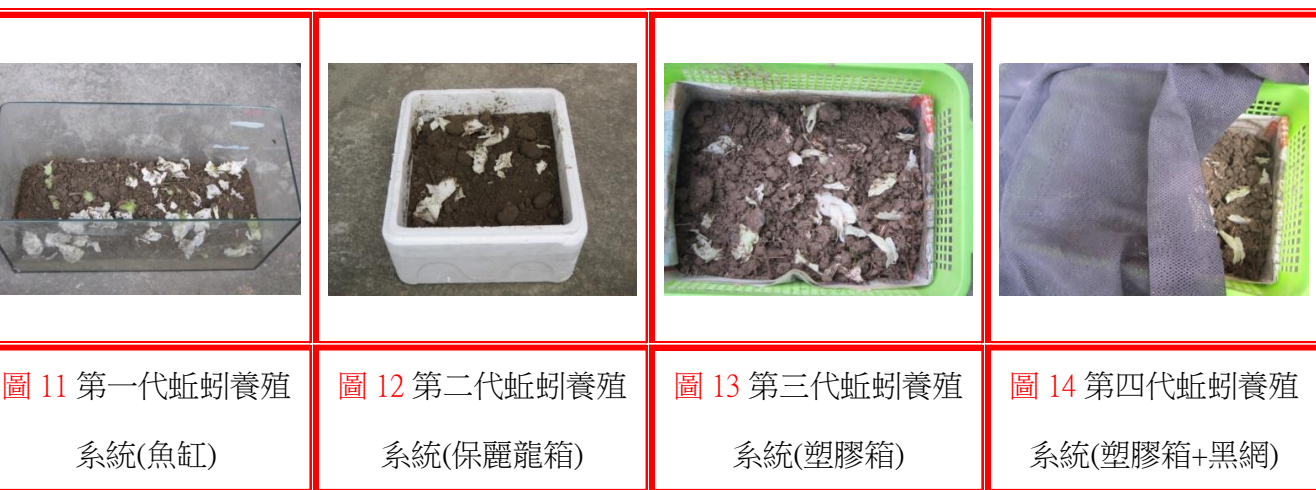 圖 11 第一代蚯蚓養殖
系統(魚缸)
圖 12 第二代蚯蚓養殖
系統(保麗龍箱)
圖 13 第三代蚯蚓養殖
系統(塑膠箱)
圖 14 第四代蚯蚓養殖
系統(塑膠箱+黑網)